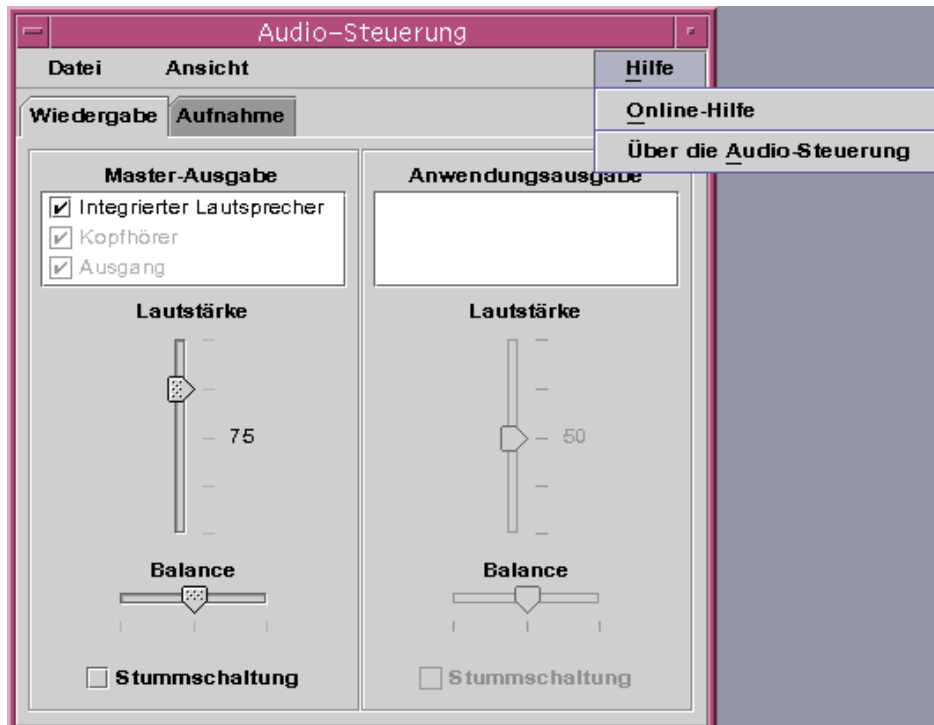 Audio-Steuerung
Datei Ansicht Hilfe
Online-Hilfe
Über die Audio-Steuerung
Wiedergabe Aufnahme
Master-Ausgabe
Integrierter Lautsprecher
Kopfhörer
Ausgang
Lautstärke
75
Balance
Stummschaltung
Anwendungsausgabe
Lautstärke
50
Balance
Stummschaltung